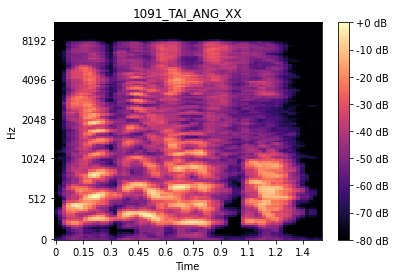 1091_TAI_ANG_XX
+0 dB
8192
-10 dB
4096
-20 dB
-30 dB
2048
Hz
-40 dB
1024
-50 dB
512
-60 dB
-70 dB
0
-80 dB
0 0.15 0.3 0.45 0.6 0.75 0.9 1 1.2 1.4
Time